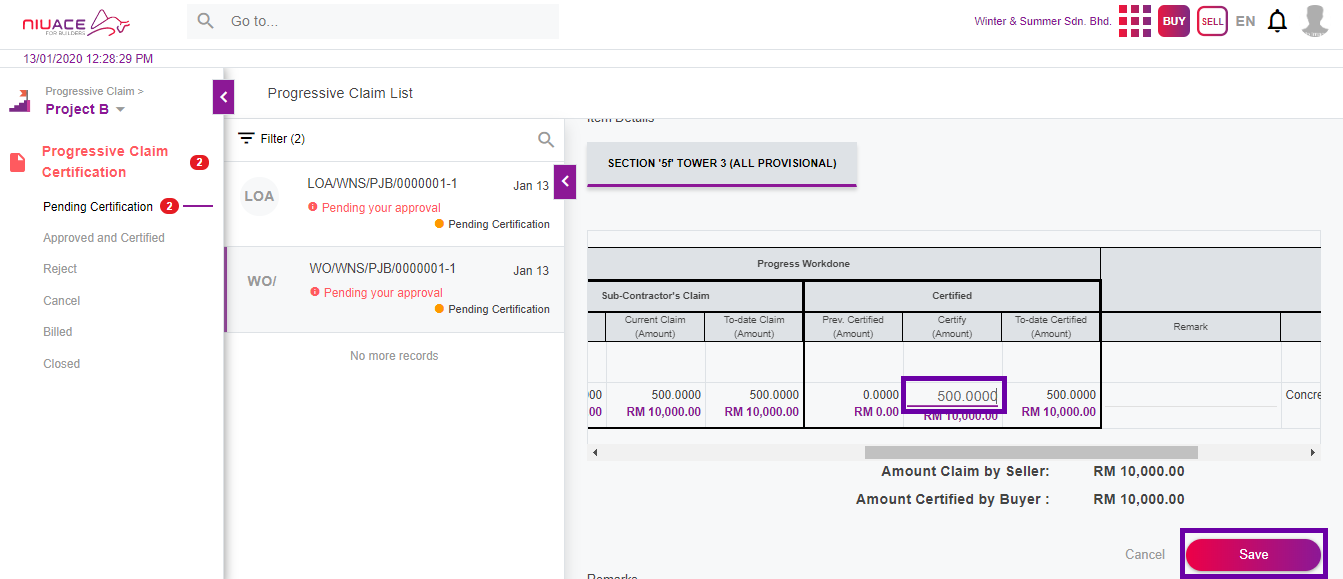 NIUACE
FOR BUILDERS
Go to...
Winter & Summer Sdn. Bhd.
BUY
SELL
EN
13/01/2020 12:28:29 PM
Progressive Claim >
Project B
Progressive Claim
Certification
2
Pending Certification
2
Approved and Certified
Reject
Cancel
Billed
Closed
Progressive Claim List
Filter (2)
LOA
LOA/WNS/PJB/0000001-1
Jan 13
Pending your approval
Pending Certification
WO/
WO/WNS/PJB/0000001-1
Jan 13
Pending your approval
Pending Certification
No more records
Item Details
SECTION '5f' TOWER 3 (ALL PROVISIONAL)
Progress Workdone
Sub-Contractor's Claim
Certified
Current Claim
(Amount)
To-date Claim
(Amount)
Prev. Certified
(Amount)
Certify
(Amount)
To-date Certified
(Amount)
Remark
00 500.0000 500.0000 0.0000 500.0000 500.0000 Concre
00 RM 10,000.00 RM 10,000.00 RM 0.00 RM 10,000.00 RM 10,000.00
Amount Claim by Seller: RM 10,000.00
Amount Certified by Buyer : RM 10,000.00
Cancel
Save
Remarks